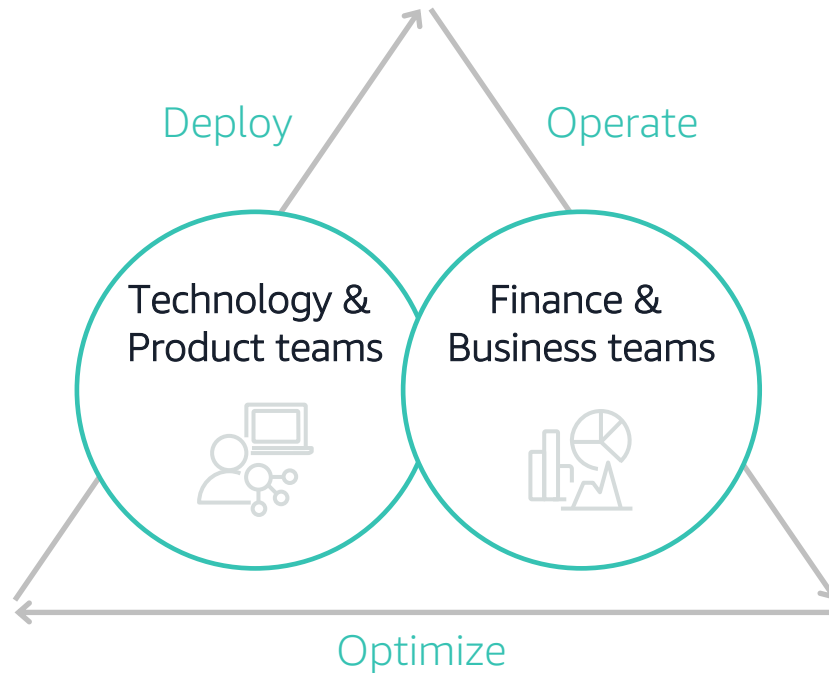 Deploy
Operate
Technology &
Product teams
Finance &
Business teams
Optimize